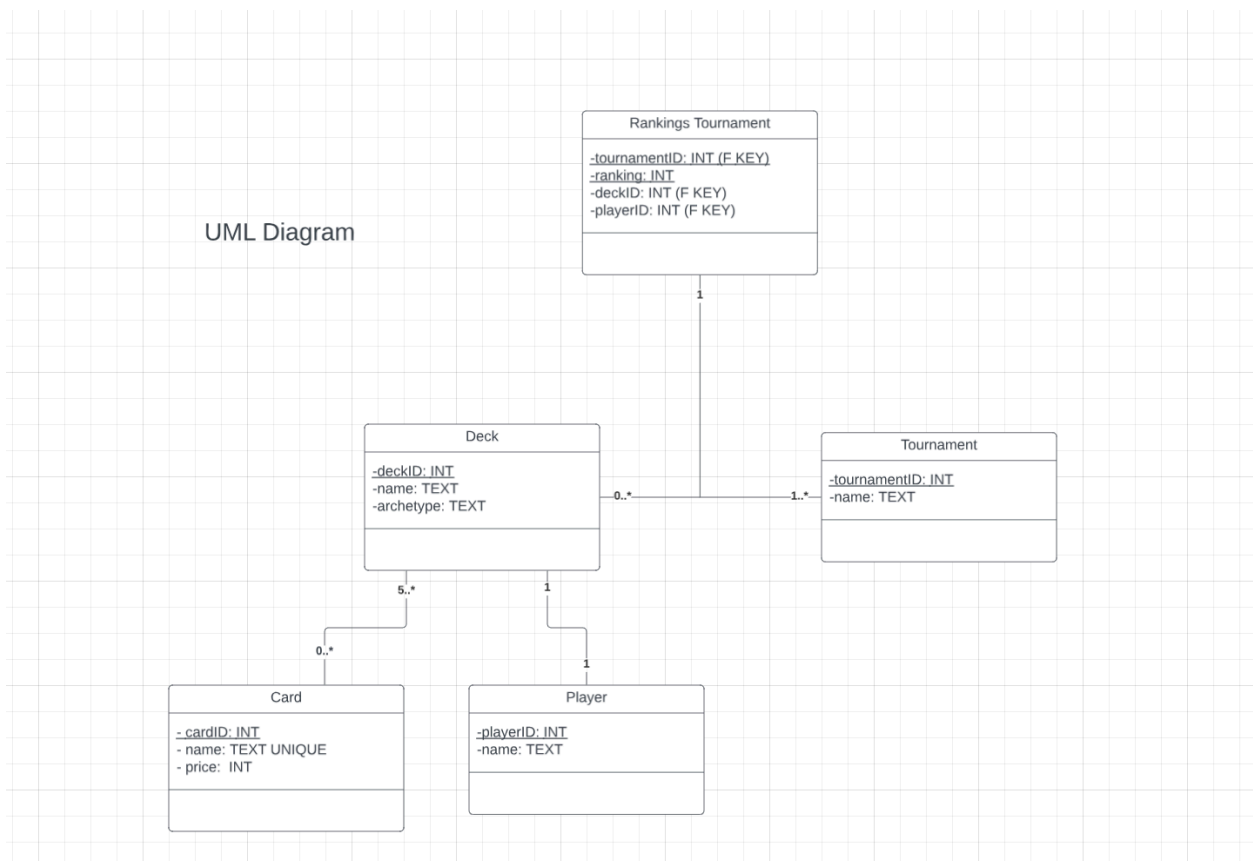 Rankings Tournament
-tournamentID: INT (F KEY)
-ranking: INT
-deckID: INT (F KEY)
-playerID: INT (F KEY)
UML Diagram
1
Deck
-deckID: INT
-name: TEXT
-archetype: TEXT
Tournament
-tournamentID: INT
-name: TEXT
0..*
1..*
5..*
1
0..*
1
Card
- cardID: INT
- name: TEXT UNIQUE
- price: INT
Player
-playerID: INT
-name: TEXT